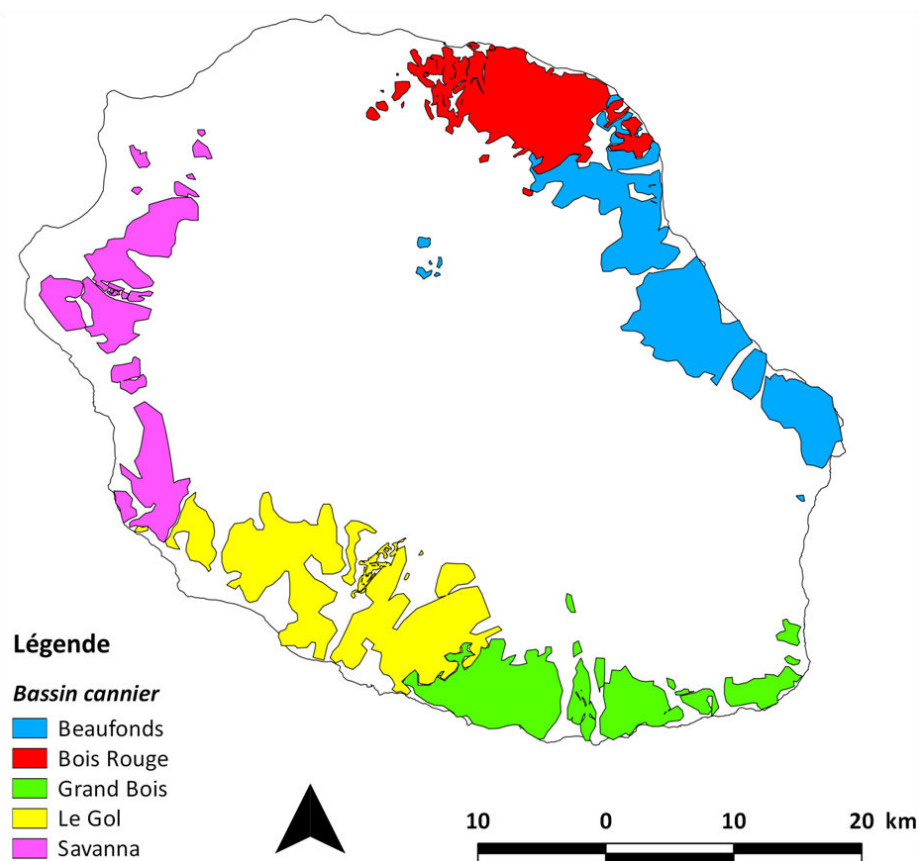 Légende
Bassin cannier
Beaufonds
Bois Rouge
Grand Bois
Le Gol
Savanna
10 0 10 20 km